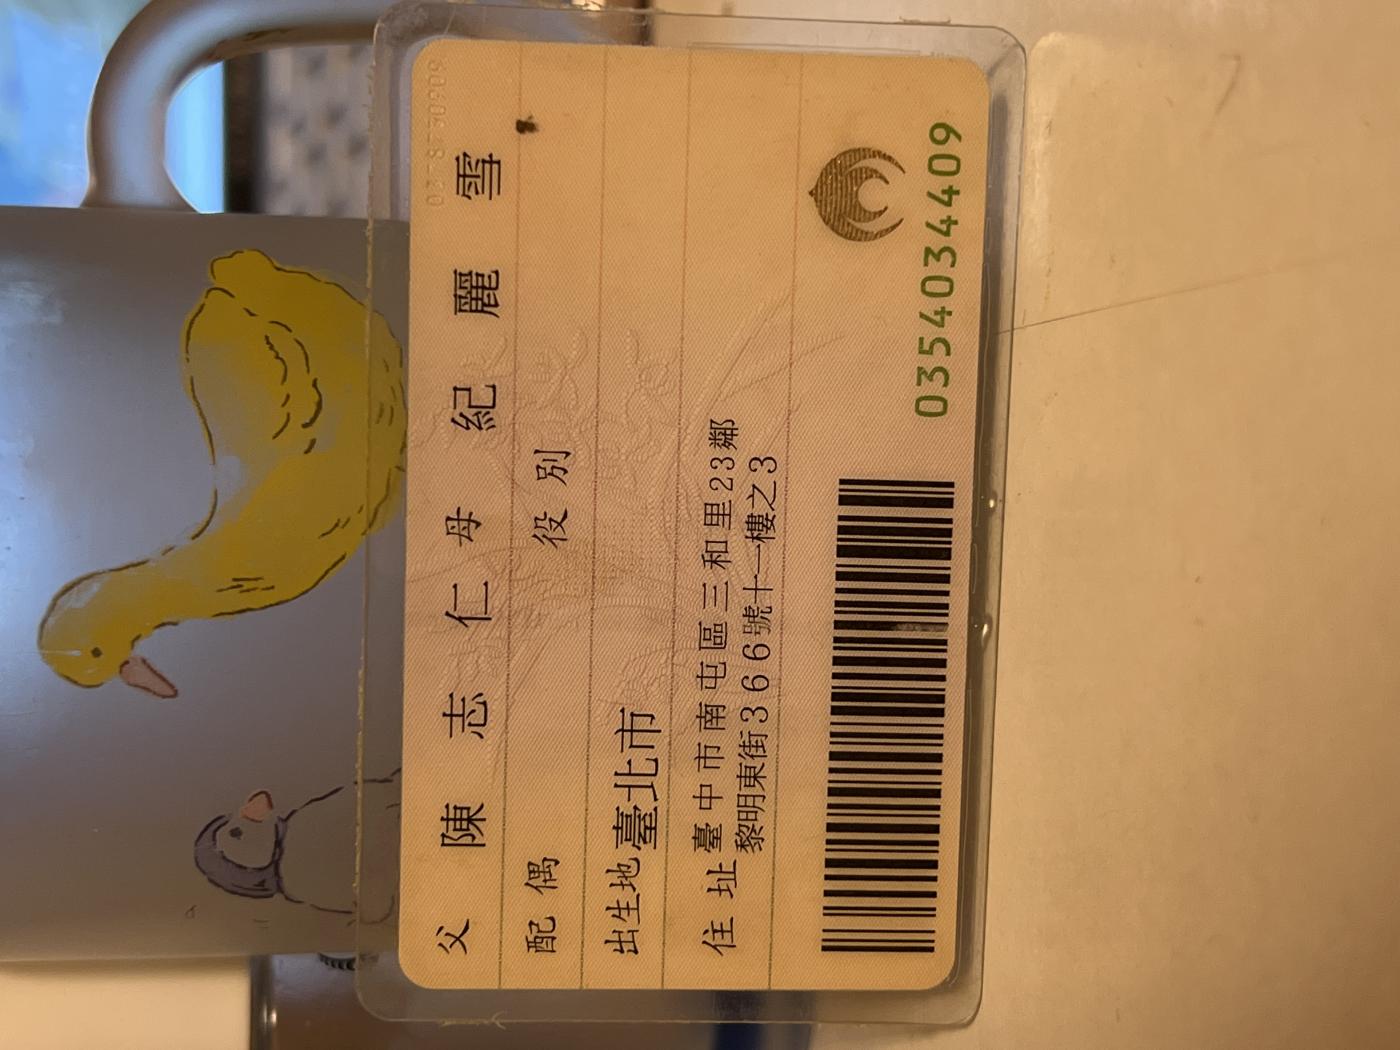 父 陳志仁 母 紀麗雪
配偶 役別
出生地 臺北市
住址 臺中市南屯區三和里23鄰
黎明東街366號十一樓之3
0354034409